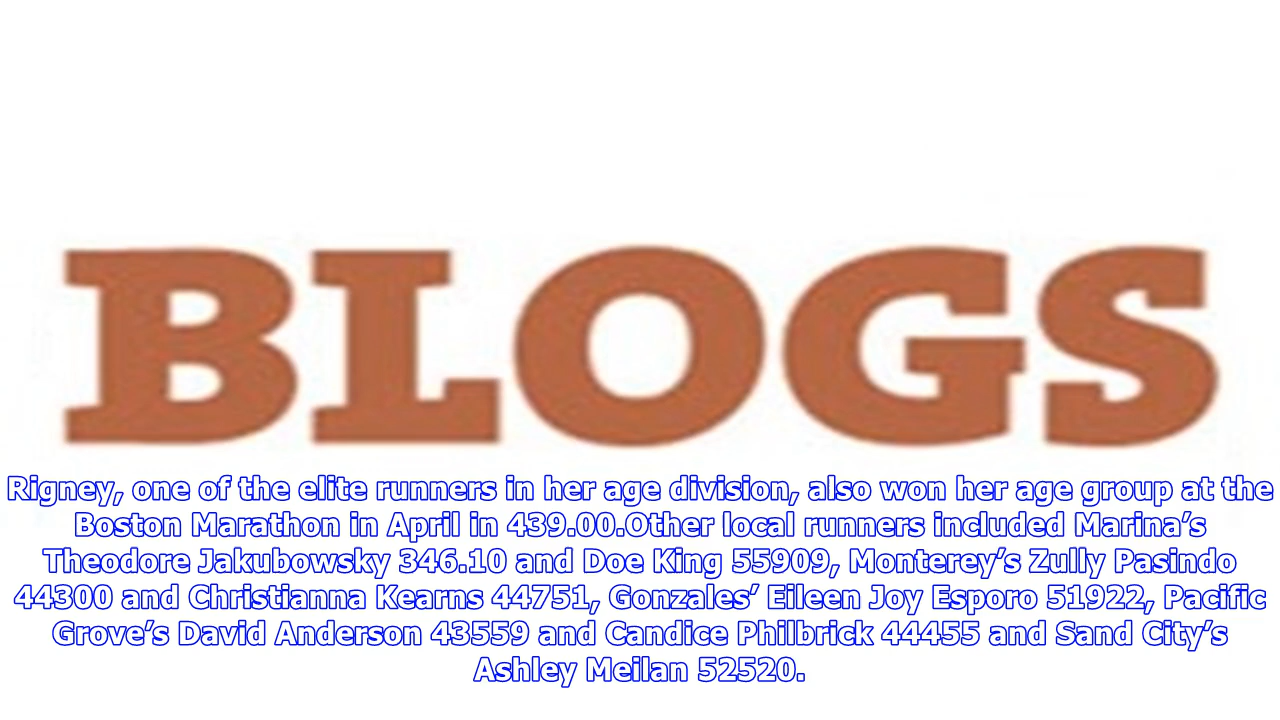 BLOGS
Rigney, one of the elite runners in her age division, also won her age group at the
Boston Marathon in April in 439.00.Other local runners included Marina’s
Theodore Jakubowsky 346.10 and Doe King 55909, Monterey’s Zully Pasindo
44300 and Christianna Kearns 44751, Gonzales’ Eileen Joy Esporo 51922, Pacific
Grove’s David Anderson 43559 and Candice Philbrick 44455 and Sand City’s
Ashley Meilan 52520.